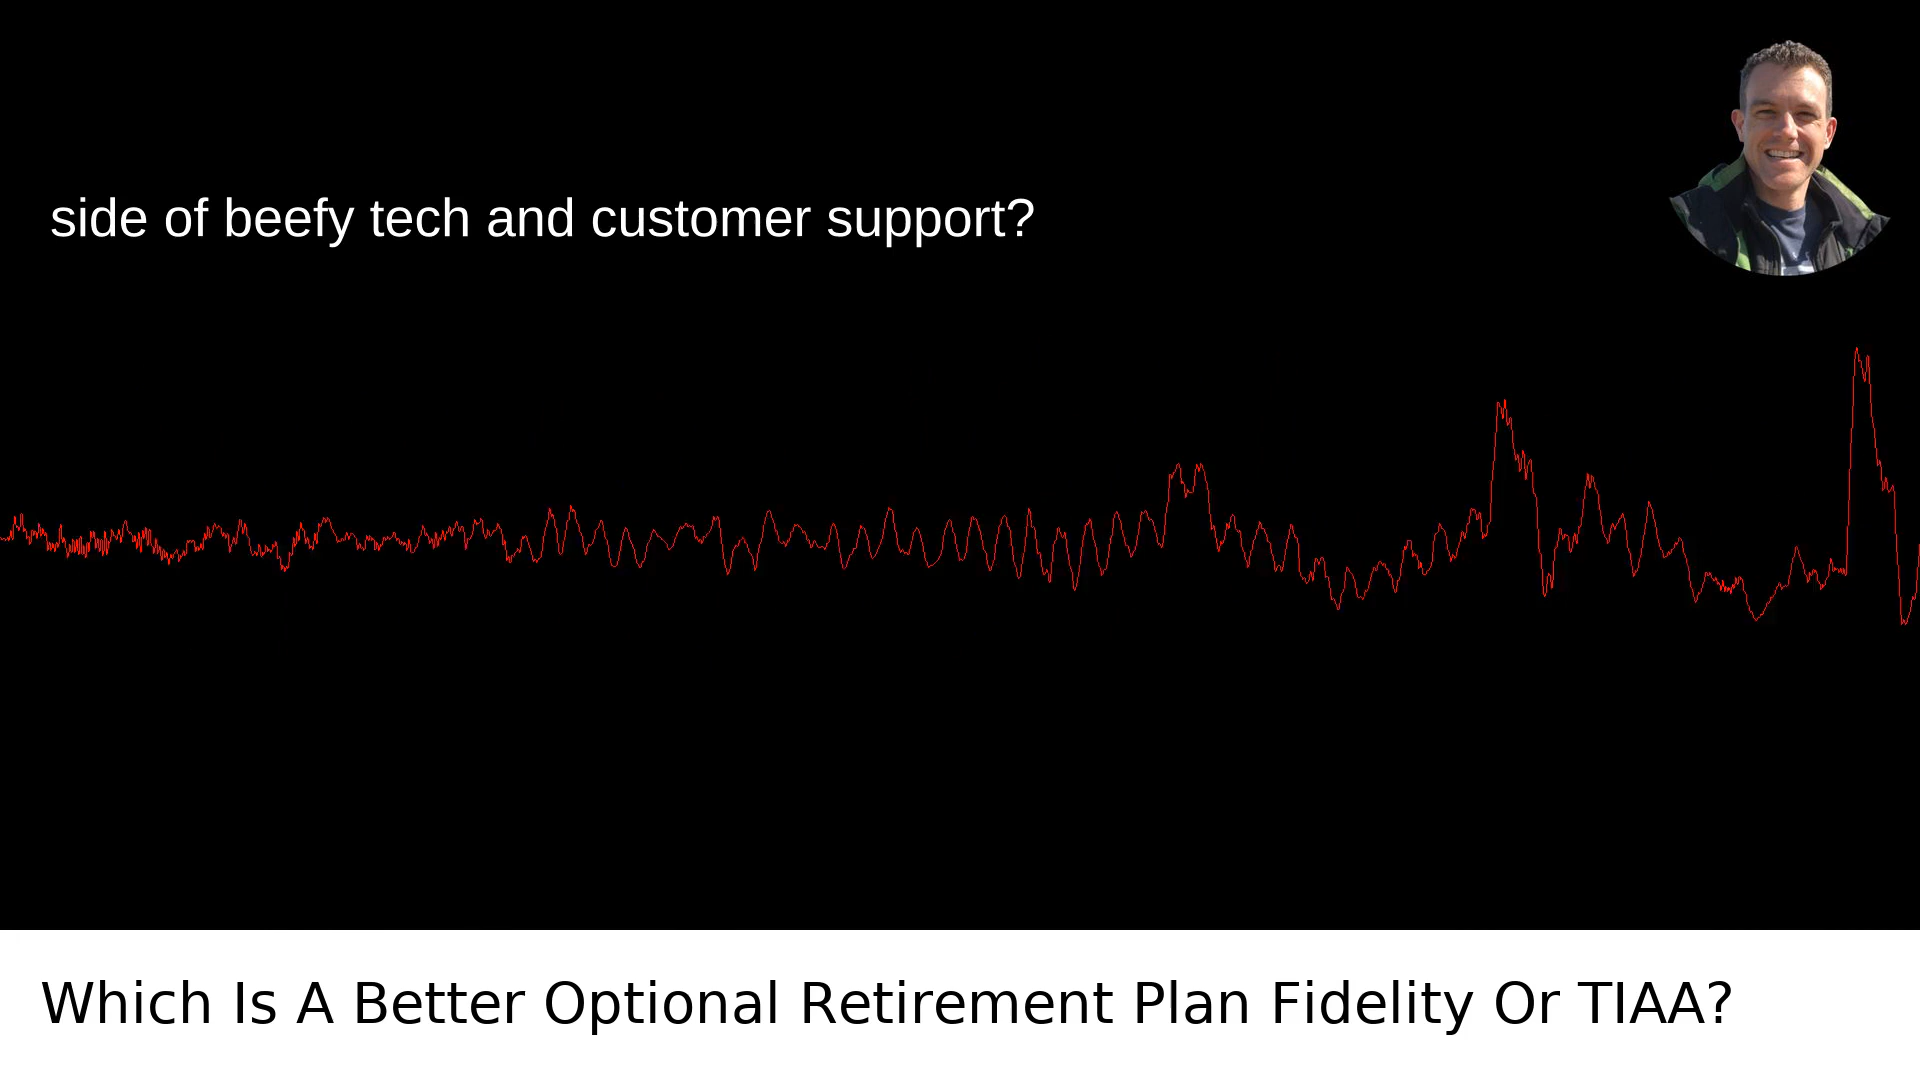 side of beefy tech and customer support?
Which Is A Better Optional Retirement Plan Fidelity Or TIAA?